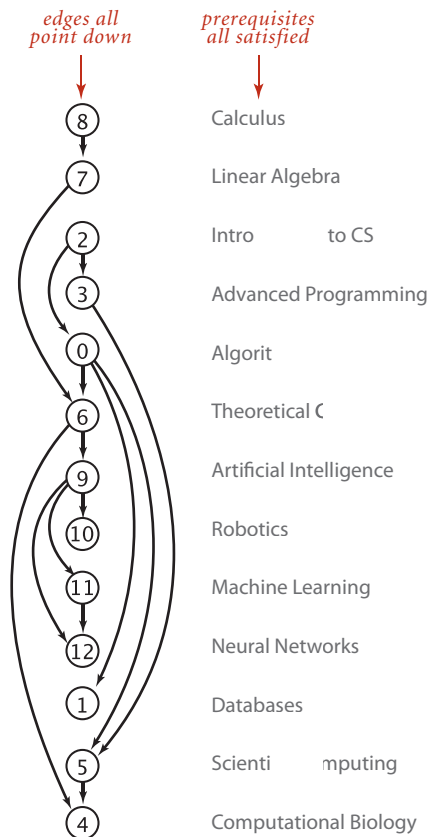 edges all
point down
prerequisites
all satisfied
8 Calculus
7 Linear Algebra
2 Intro to CS
3 Advanced Programming
0 Algorit
6 Theoretical
9 Artificial Intelligence
10 Robotics
11 Machine Learning
12 Neural Networks
1 Databases
5 Scienti mputing
4 Computational Biology